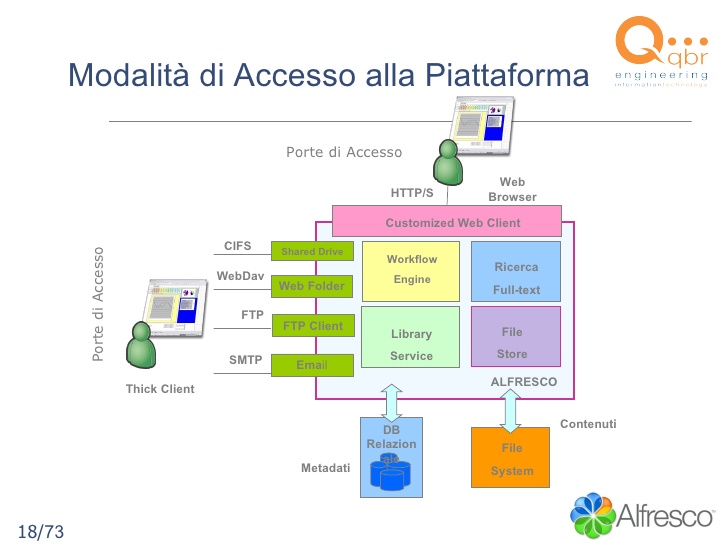 Qqbr
engineering
informationtechnology
Modalità di Accesso alla Piattaforma
Porte di Accesso
HTTP/S
Web
Browser
Customized Web Client
Porte di Accesso
CIFS
Shared Drive
WebDav
Web Folder
FTP
FTP Client
SMTP
Email
Thick Client
Workflow
Engine
Ricerca
Full-text
Library
Service
File
Store
ALFRESCO
DB
Relazion
ale
Metadati
File
System
Contenuti
18/73
Alfresco